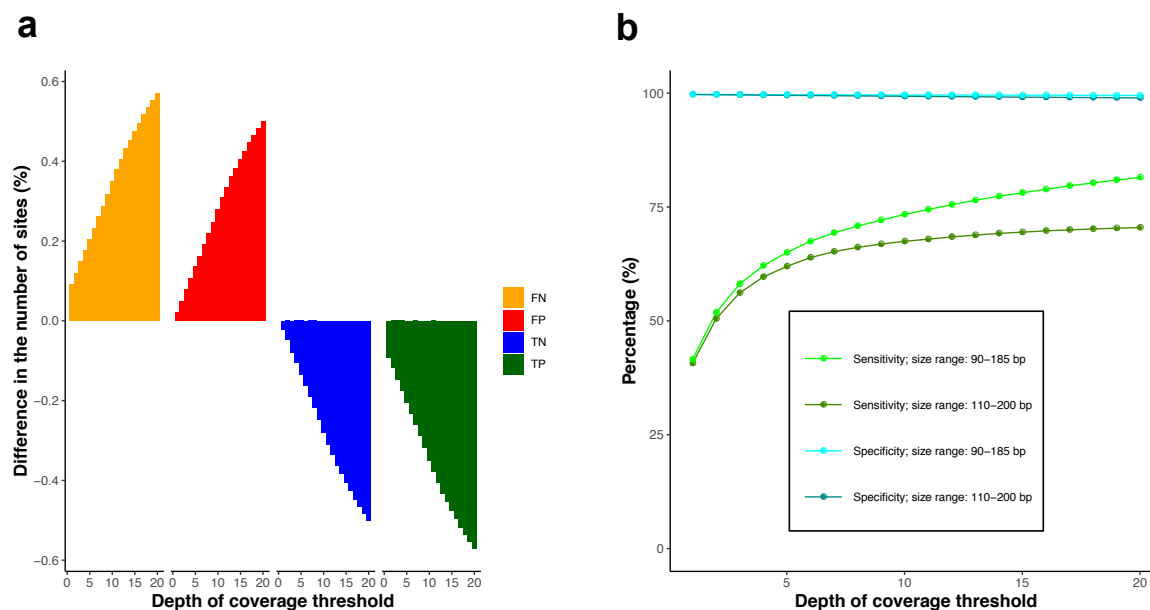 a
Difference in the number of sites (%)
0.6
0.4
0.2
0.0
−0.2
−0.4
−0.6
0 5 10 15 20 0 5 10 15 20 0 5 10 15 20 0 5 10 15 20
Depth of coverage threshold
FN
FP
TN
TP
b
Percentage (%)
100
75
50
25
0
5 10 15 20
Depth of coverage threshold
Sensitivity; size range: 90−185 bp
Sensitivity; size range: 110−200 bp
Specificity; size range: 90−185 bp
Specificity; size range: 110−200 bp